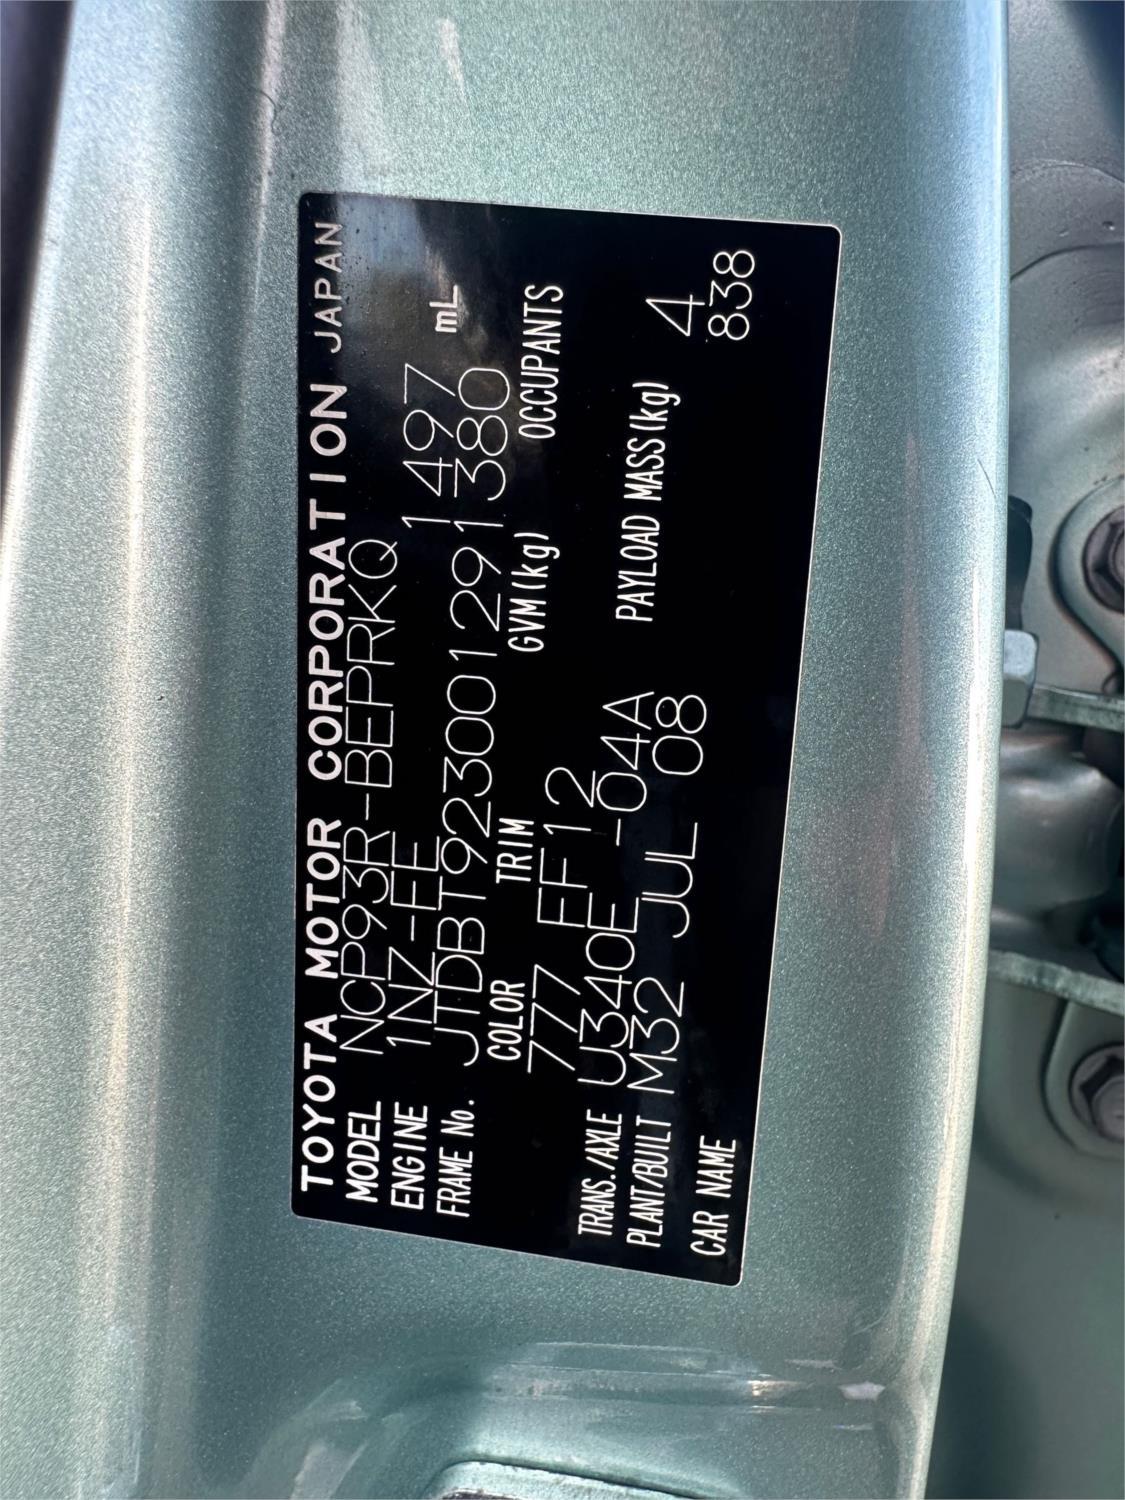 TOYOTA MOTOR CORPORATION JAPAN
MODEL NCP93R-BEPRKQ
ENGINE 1NZ-FE 1497 mL
FRAME No. JTDBT923001291380
COLOR TRIM GVM(kg) OCCUPANTS
777 EF12
TRANS./AXLE U340E -04A PAYLOAD MASS(kg) 4
PLANT/BUILT M32 JUL 08 838
CAR NAME